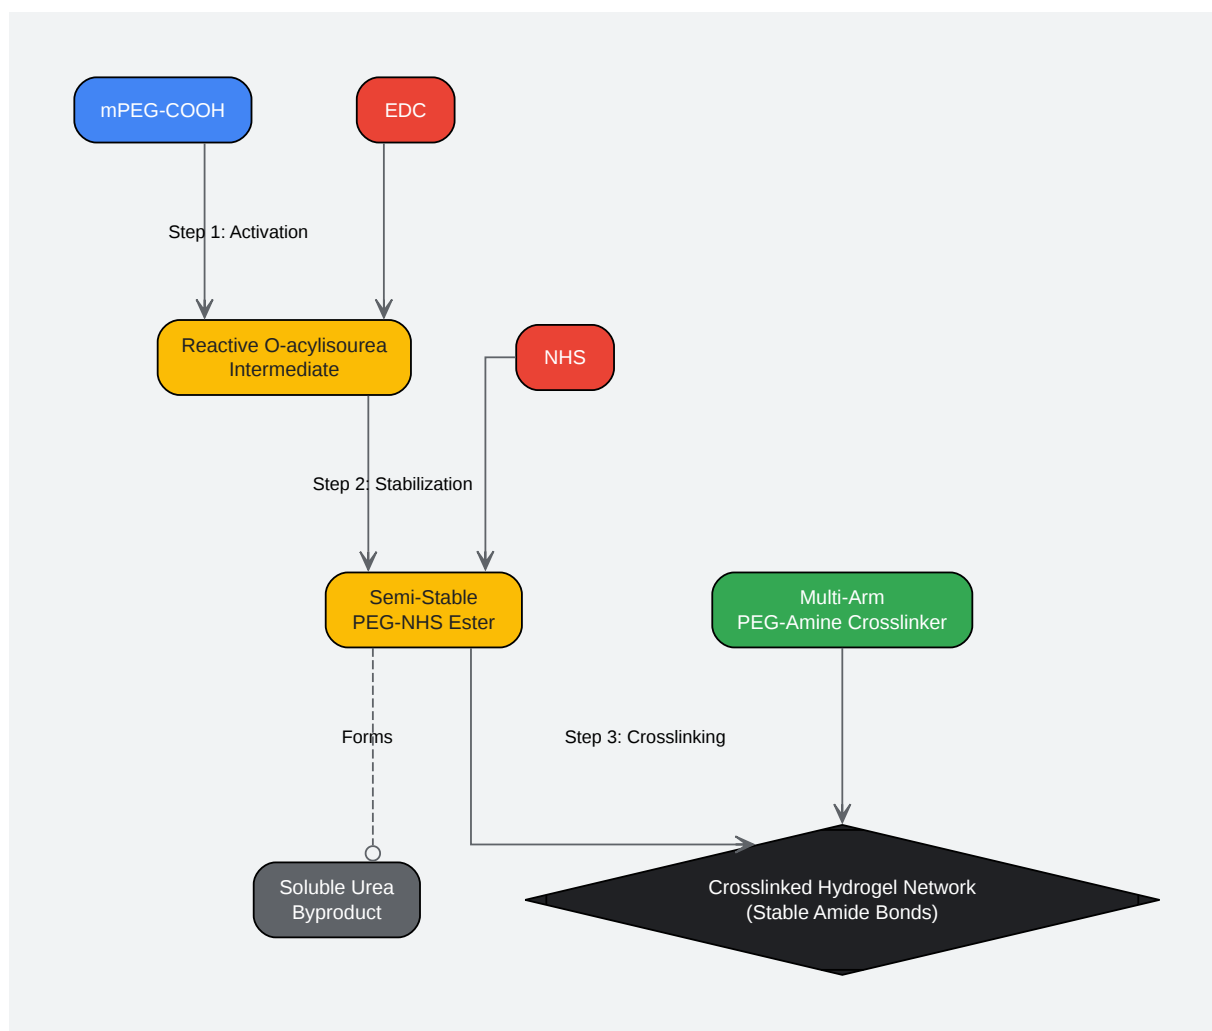 mPEG-COOH
EDC
Step 1: Activation
Reactive O-acylisourea
Intermediate
NHS
Step 2: Stabilization
Semi-Stable
PEG-NHS Ester
Multi-Arm
PEG-Amine Crosslinker
Forms
Step 3: Crosslinking
Soluble Urea
Byproduct
Crosslinked Hydrogel Network
(Stable Amide Bonds)